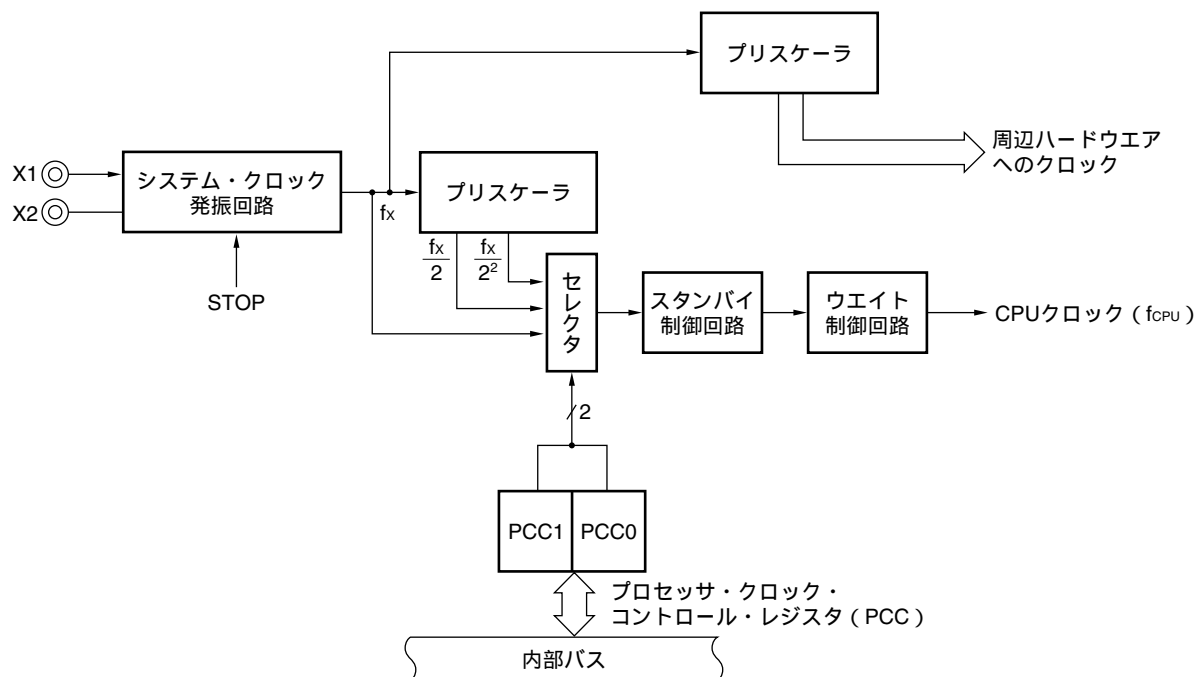 プリスケーラ
周辺ハードウエア
へのクロック
X1
X2
システム・クロック
発振回路
fX
プリスケーラ
STOP
fX
2
fX
2²
セレクタ
スタンバイ
制御回路
ウエイト
制御回路
CPUクロック（fCPU）
2
PCC1
PCC0
プロセッサ・クロック・
コントロール・レジスタ（PCC）
内部バス